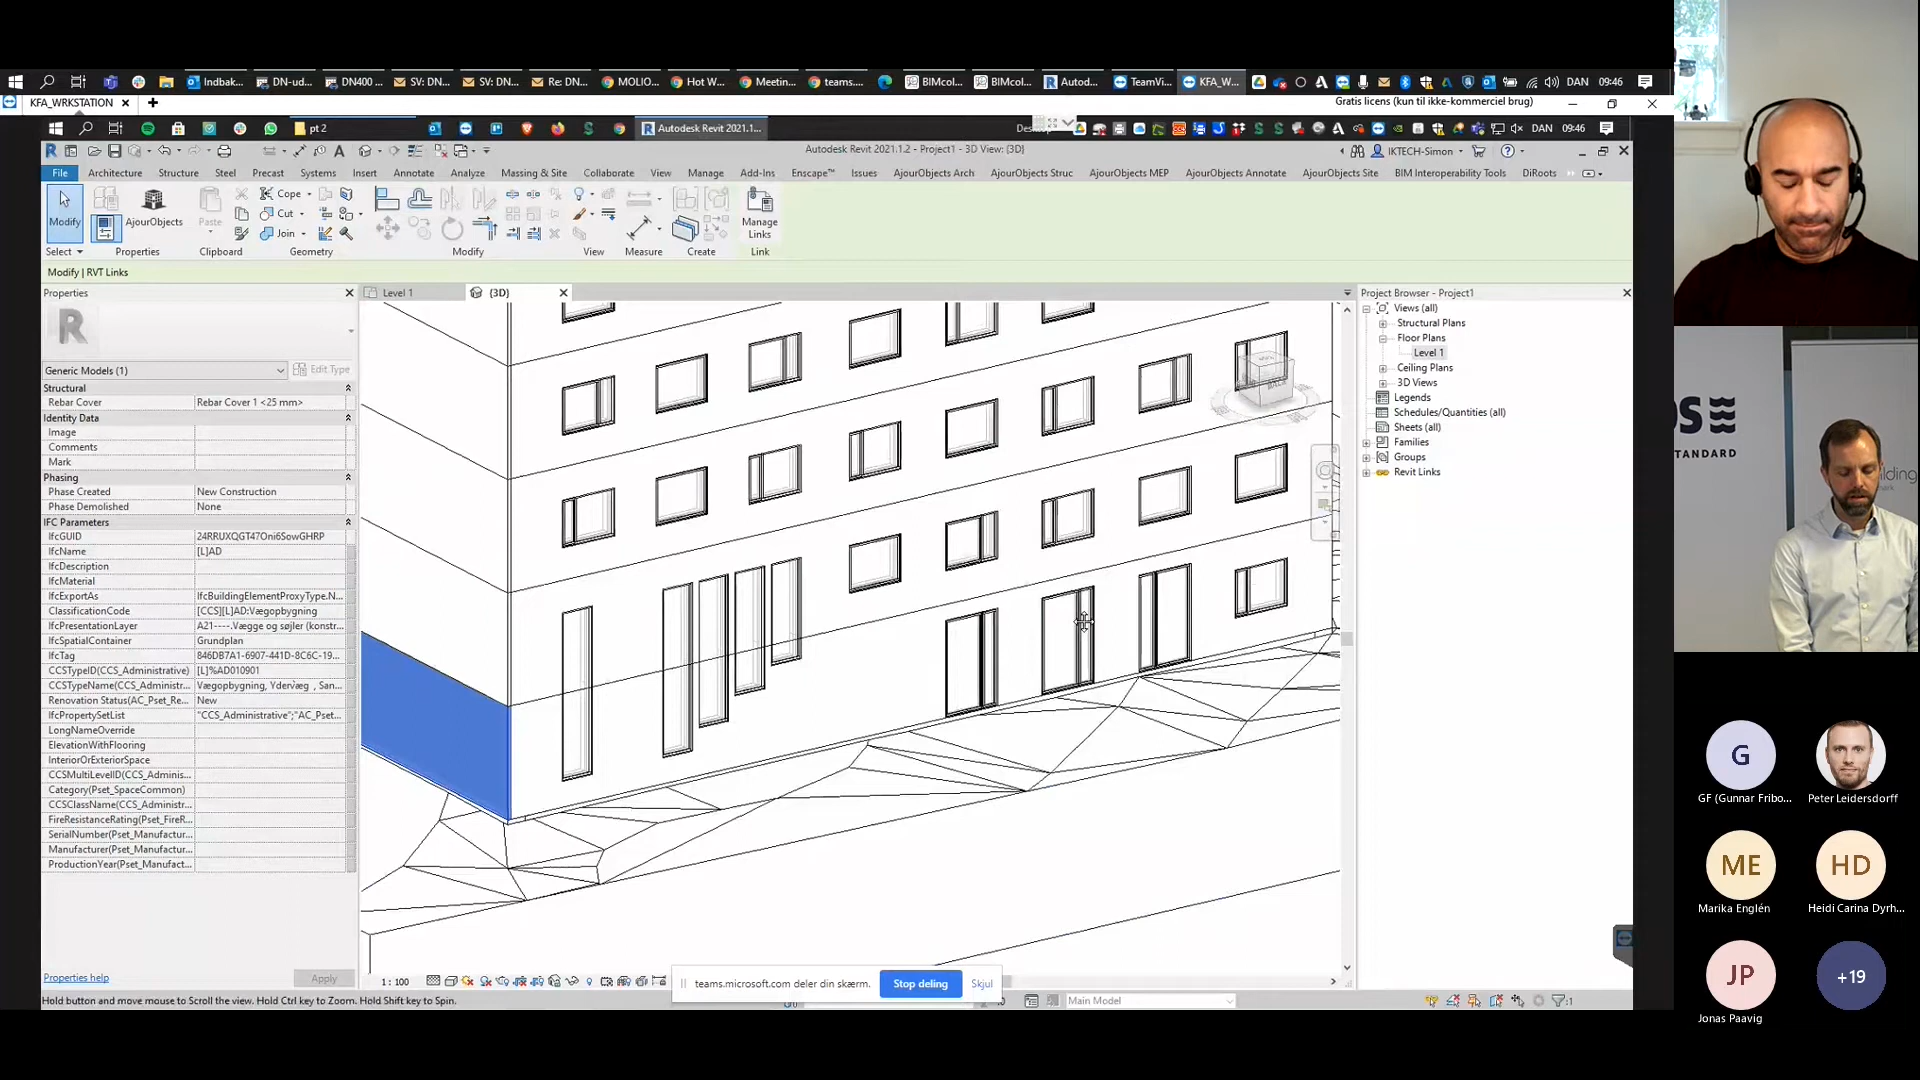 Indbak...
DN-ud...
DN400 ...
SV: DN...
SV: DN...
Re: DN...
MOLIO...
Hot W...
Meetin...
teams....
BIMcol...
BIMcol...
Autod...
TeamVi...
KFA_W...
DAN
09:46
KFA_WRKSTATION
Gratis licens (kun til ikke-kommerciel brug)
pt 2
Autodesk Revit 2021.1...
DAN
09:46
Autodesk Revit 2021.1.2 - Project1 - 3D View: {3D}
IKTECH-Simon
File
Architecture
Structure
Steel
Precast
Systems
Insert
Annotate
Analyze
Massing & Site
Collaborate
View
Manage
Add-Ins
Enscape™
Issues
AjourObjects Arch
AjourObjects Struc
AjourObjects MEP
AjourObjects Annotate
AjourObjects Site
BIM Interoperability Tools
DiRoots
Modify
AjourObjects
Paste
Cope
Cut
Join
Manage
Links
Select
Properties
Clipboard
Geometry
Modify
View
Measure
Create
Link
Modify | RVT Links
Properties
Level 1
{3D}
Project Browser - Project1
Generic Models (1)
Edit Type
Structural
Rebar Cover Rebar Cover 1 <25 mm>
Identity Data
Image
Comments
Mark
Phasing
Phase Created New Construction
Phase Demolished None
IFC Parameters
IfcGUID 24RRUXQGT47Oni6SowGHRP
IfcName [L]AD
IfcDescription
IfcMaterial
IfcExportAs IfcBuildingElementProxyType.N...
ClassificationCode [CCS][L]AD:Vægopbygning
IfcPresentationLayer A21----.Vægge og søjler (konstr...
IfcSpatialContainer Grundplan
IfcTag 846DB7A1-6907-441D-8C6C-19...
CCSTypeID(CCS_Administrative) [L]%AD010901
CCSTypeName(CCS_Administr... Vægopbygning, Ydervæg , San...
Renovation Status(AC_Pset_Re... New
IfcPropertySetList "CCS_Administrative";"AC_Pset...
LongNameOverride
ElevationWithFlooring
InteriorOrExteriorSpace
CCSMultiLevelID(CCS_Adminis...
Category(Pset_SpaceCommon)
CCSClassName(CCS_Administr...
FireResistanceRating(Pset_FireR...
SerialNumber(Pset_Manufactur...
Manufacturer(Pset_Manufactur...
ProductionYear(Pset_Manufact...
Properties help
Apply
Views (all)
Structural Plans
Floor Plans
Level 1
Ceiling Plans
3D Views
Legends
Schedules/Quantities (all)
Sheets (all)
Families
Groups
Revit Links
BACK
1 : 100
teams.microsoft.com deler din skærm.
Stop deling
Skjul
Hold button and move mouse to Scroll the view. Hold Ctrl key to Zoom. Hold Shift key to Spin.
Main Model
:1
OS
TANDARD
ilding
G
GF (Gunnar Fribo...
Peter Leidersdorff
ME
Marika Englén
HD
Heidi Carina Dyrh...
JP
Jonas Paavig
+19